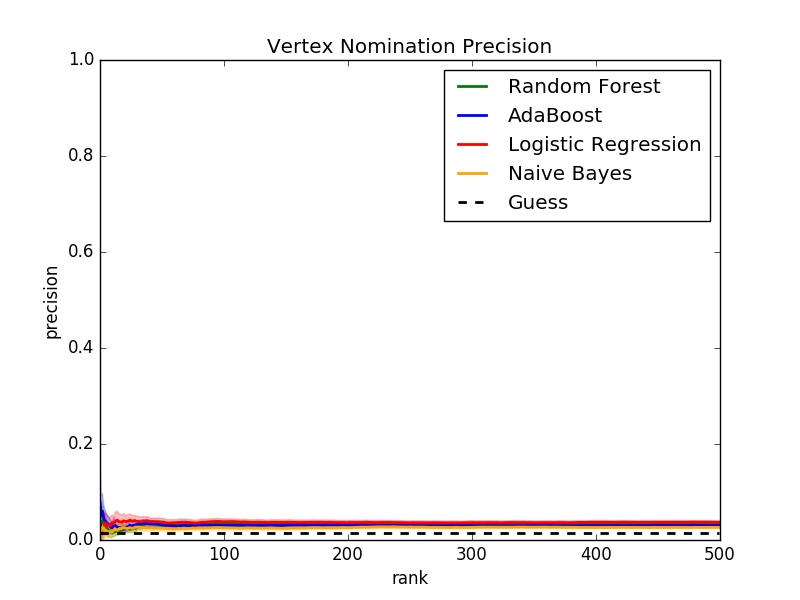 Vertex Nomination Precision
1.0
0.8
0.6
0.4
0.2
0.0
precision
Random Forest
AdaBoost
Logistic Regression
Naive Bayes
Guess
0 100 200 300 400 500
rank